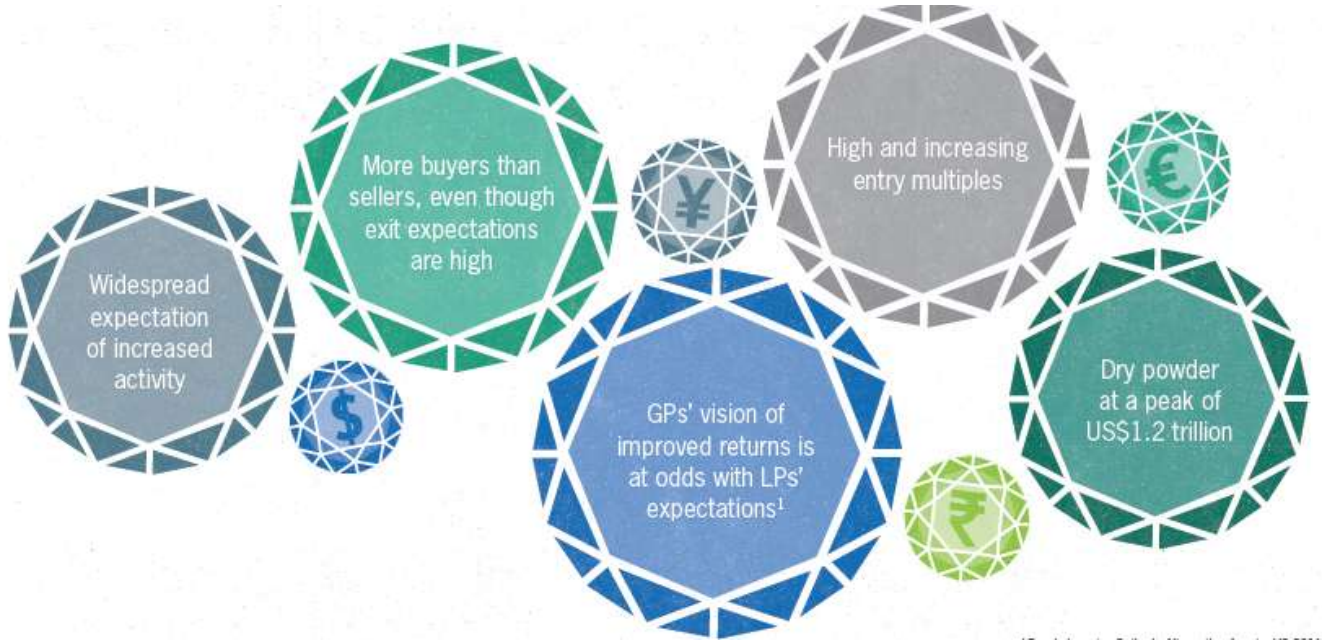 Widespread
expectation
of increased
activity
$
More buyers than
sellers, even though
exit expectations
are high
¥
GPs' vision of
improved returns is
at odds with LPs'
expectations¹
High and increasing
entry multiples
₹
€
Dry powder
at a peak of
US$1.2 trillion